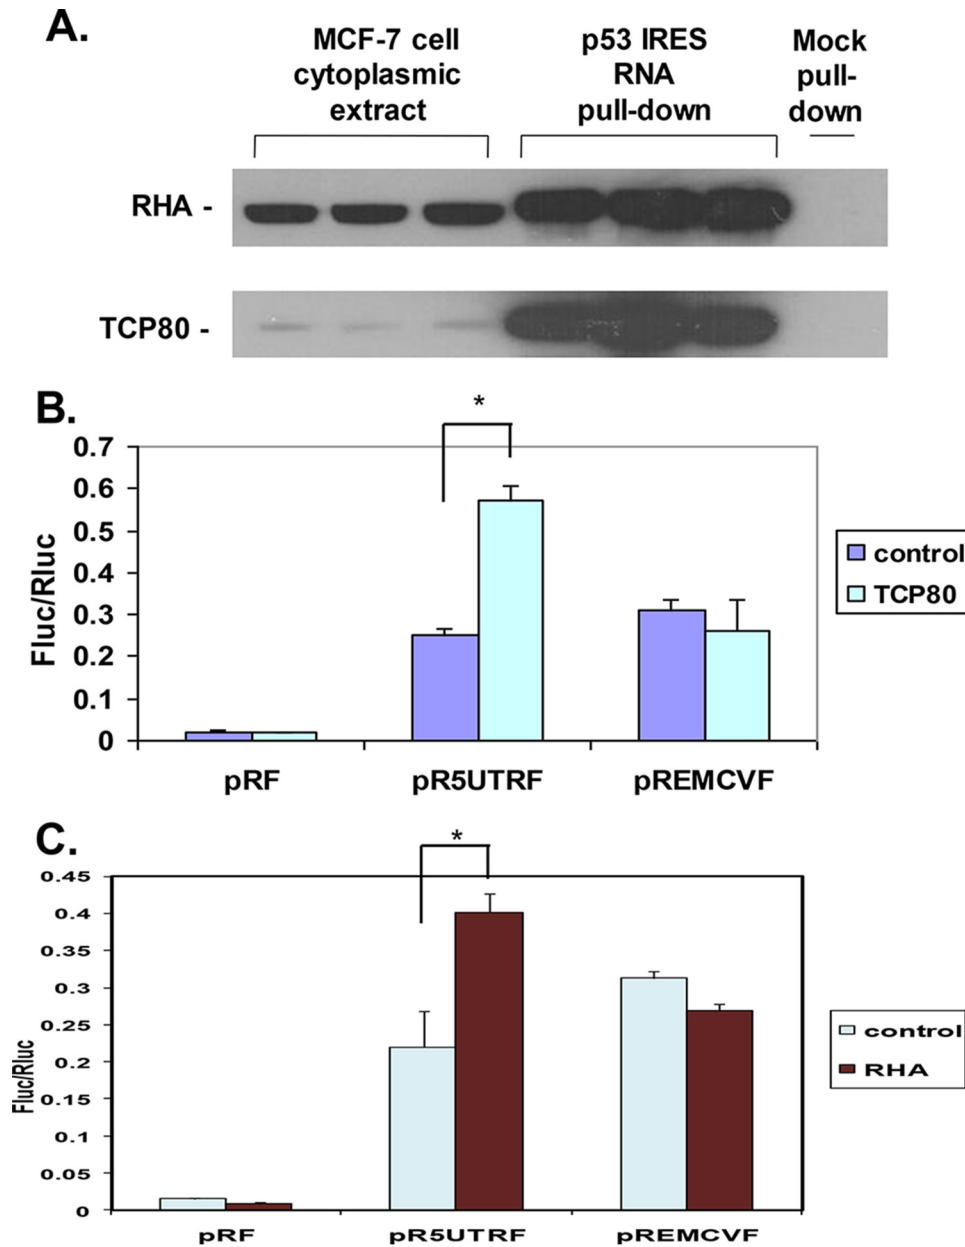 A.
MCF-7 cell
cytoplasmic
extract
p53 IRES
RNA
pull-down
Mock
pull-
down
RHA -
TCP80 -
B.
*
0.7
0.6
0.5
0.4
0.3
0.2
0.1
0
Fluc/Rluc
pRF
pR5UTRF
pREMCVF
control
TCP80
C.
*
0.45
0.4
0.35
0.3
0.25
0.2
0.15
0.1
0.05
0
Fluc/Rluc
pRF
pR5UTRF
pREMCVF
control
RHA